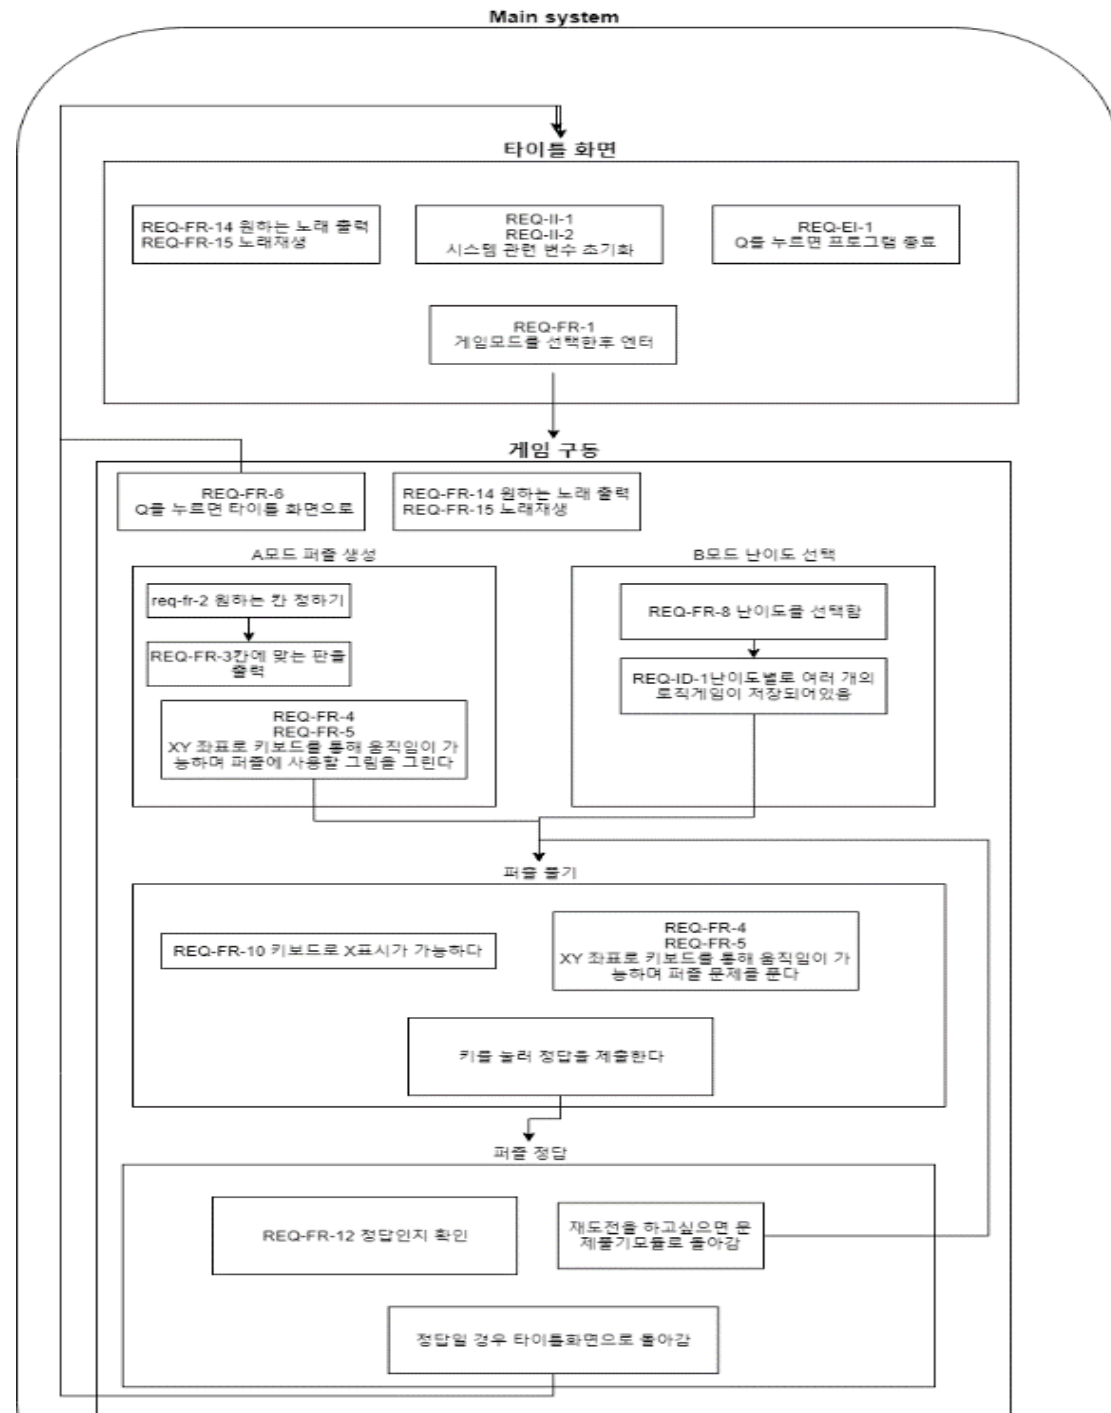 Main system
타이틀 화면
REQ-FR-14 원하는 노래 출력
REQ-FR-15 노래재생
REQ-II-1
REQ-II-2
시스템 관련 변수 초기화
REQ-EI-1
Q를 누르면 프로그램 종료
REQ-FR-1
게임모드를 선택한후 엔터
게임 구동
REQ-FR-6
Q를 누르면 타이틀 화면으로
REQ-FR-14 원하는 노래 출력
REQ-FR-15 노래재생
A모드 퍼즐 생성
req-fr-2 원하는 칸 정하기
REQ-FR-3칸에 맞는 판을
출력
REQ-FR-4
REQ-FR-5
XY 좌표로 키보드를 통해 움직임이 가
능하며 퍼즐에 사용할 그림을 그린다
B모드 난이도 선택
REQ-FR-8 난이도를 선택함
REQ-ID-1난이도별로 여러 개의
로직게임이 저장되어있음
퍼즐 풀기
REQ-FR-10 키보드로 X표시가 가능하다
REQ-FR-4
REQ-FR-5
XY 좌표로 키보드를 통해 움직임이 가
능하며 퍼즐 문제를 푼다
키를 눌러 정답을 제출한다
퍼즐 정답
REQ-FR-12 정답인지 확인
재도전을 하고싶으면 문
제풀기모듈로 돌아감
정답일 경우 타이틀화면으로 돌아감